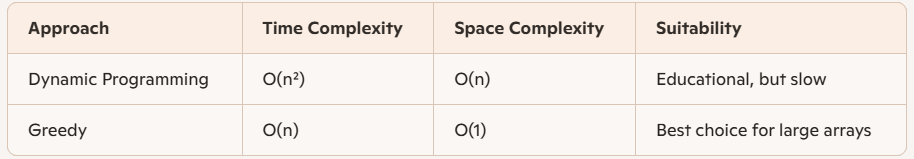 Approach Time Complexity Space Complexity Suitability
Dynamic Programming O(n²) O(n) Educational, but slow
Greedy O(n) O(1) Best choice for large arrays